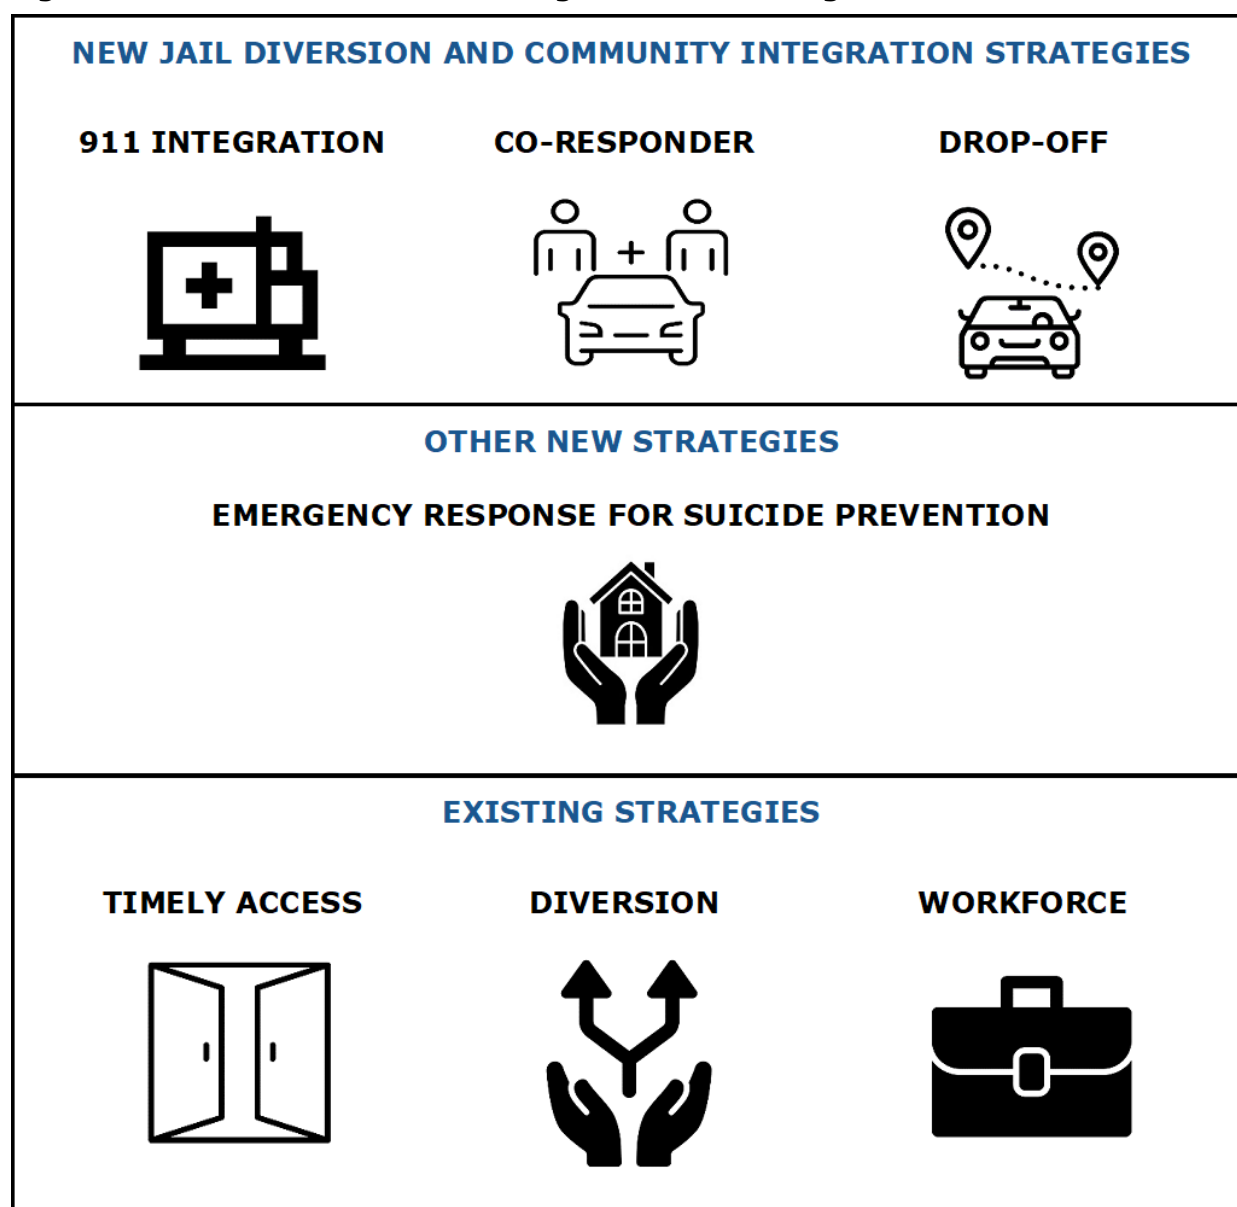 NEW JAIL DIVERSION AND COMMUNITY INTEGRATION STRATEGIES
911 INTEGRATION
CO-RESPONDER
DROP-OFF
OTHER NEW STRATEGIES
EMERGENCY RESPONSE FOR SUICIDE PREVENTION
EXISTING STRATEGIES
TIMELY ACCESS
DIVERSION
WORKFORCE